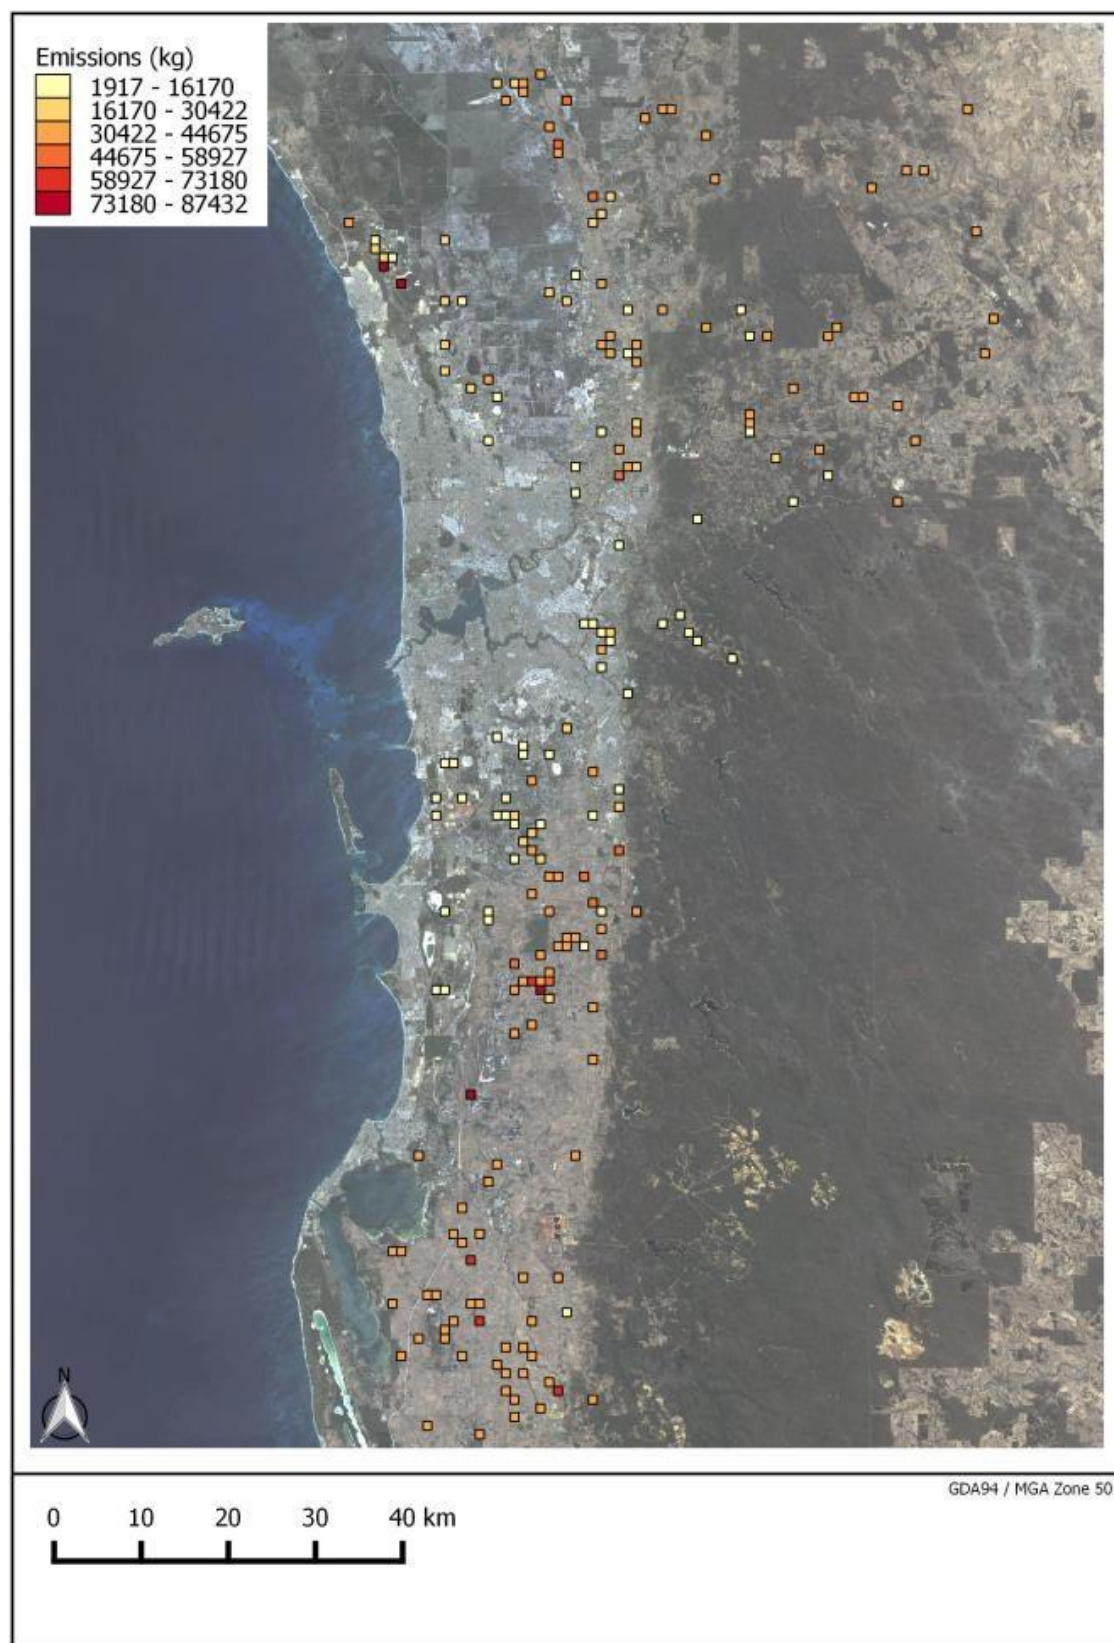 Emissions (kg)
1917 - 16170
16170 - 30422
30422 - 44675
44675 - 58927
58927 - 73180
73180 - 87432
N
GDA94 / MGA Zone 50
0 10 20 30 40 km